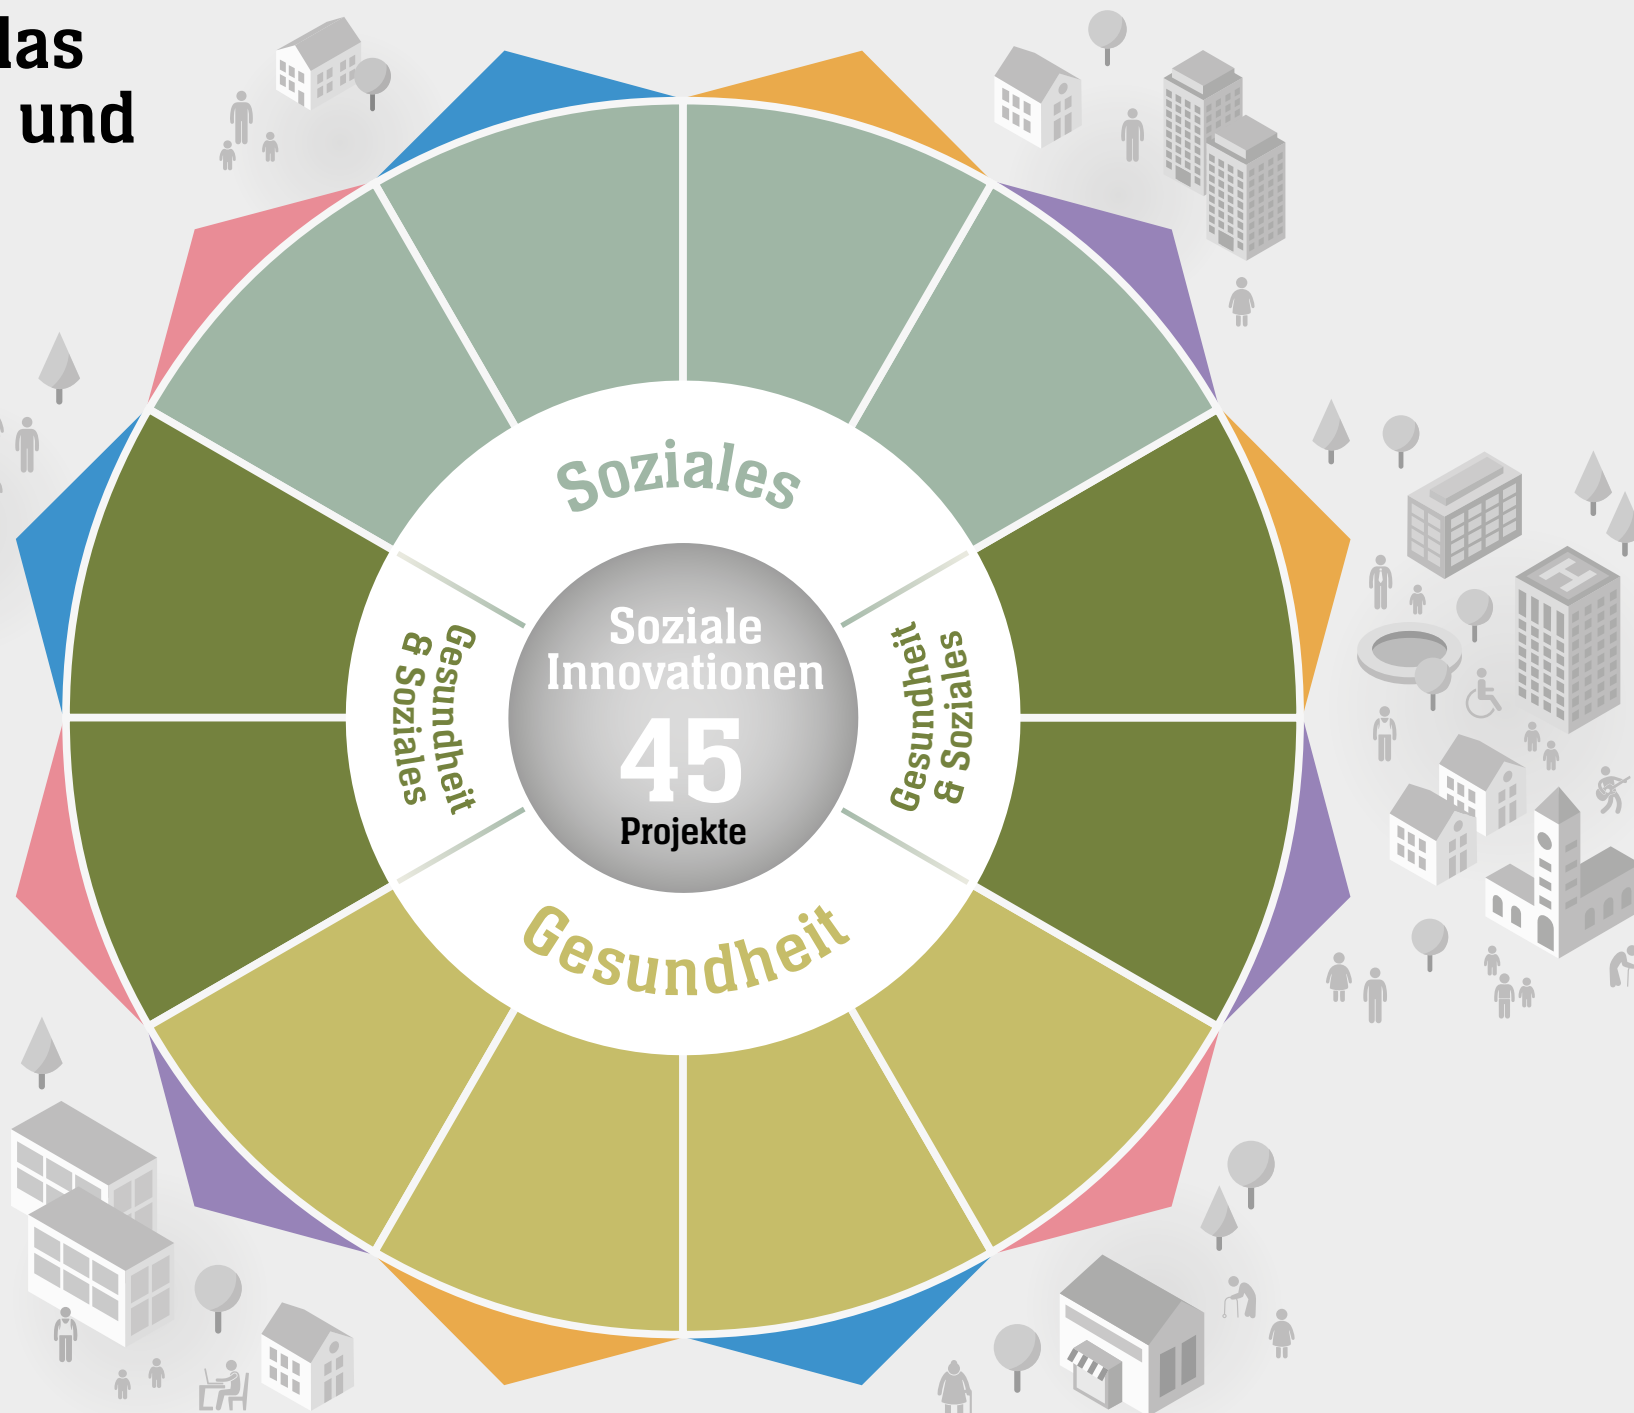 las
und
Soziales
Gesundheit
& Soziales
Soziale
Innovationen
45
Projekte
Gesundheit
& Soziales
Gesundheit